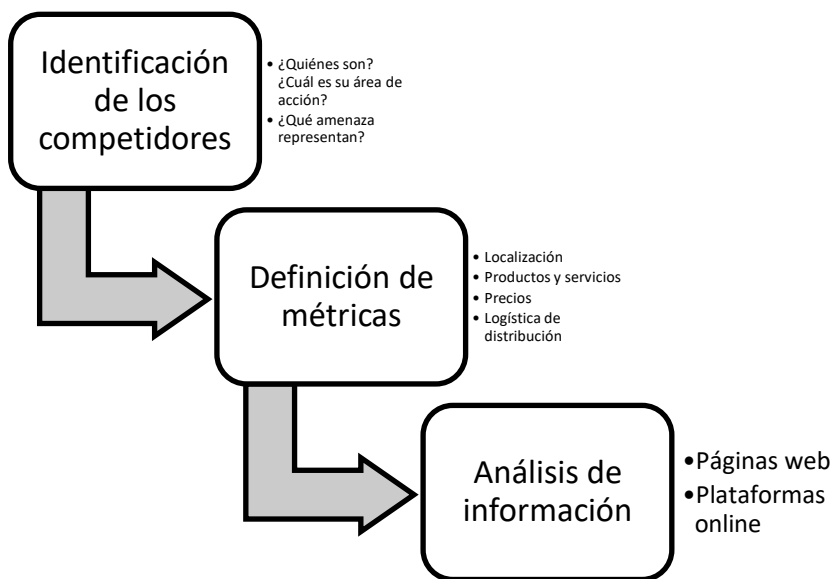 Identificación
de los
competidores
• ¿Quiénes son?
¿Cuál es su área de
acción?
• ¿Qué amenaza
representan?
Definición de
métricas
• Localización
• Productos y servicios
• Precios
• Logística de
distribución
Análisis de
información
•Páginas web
•Plataformas
online